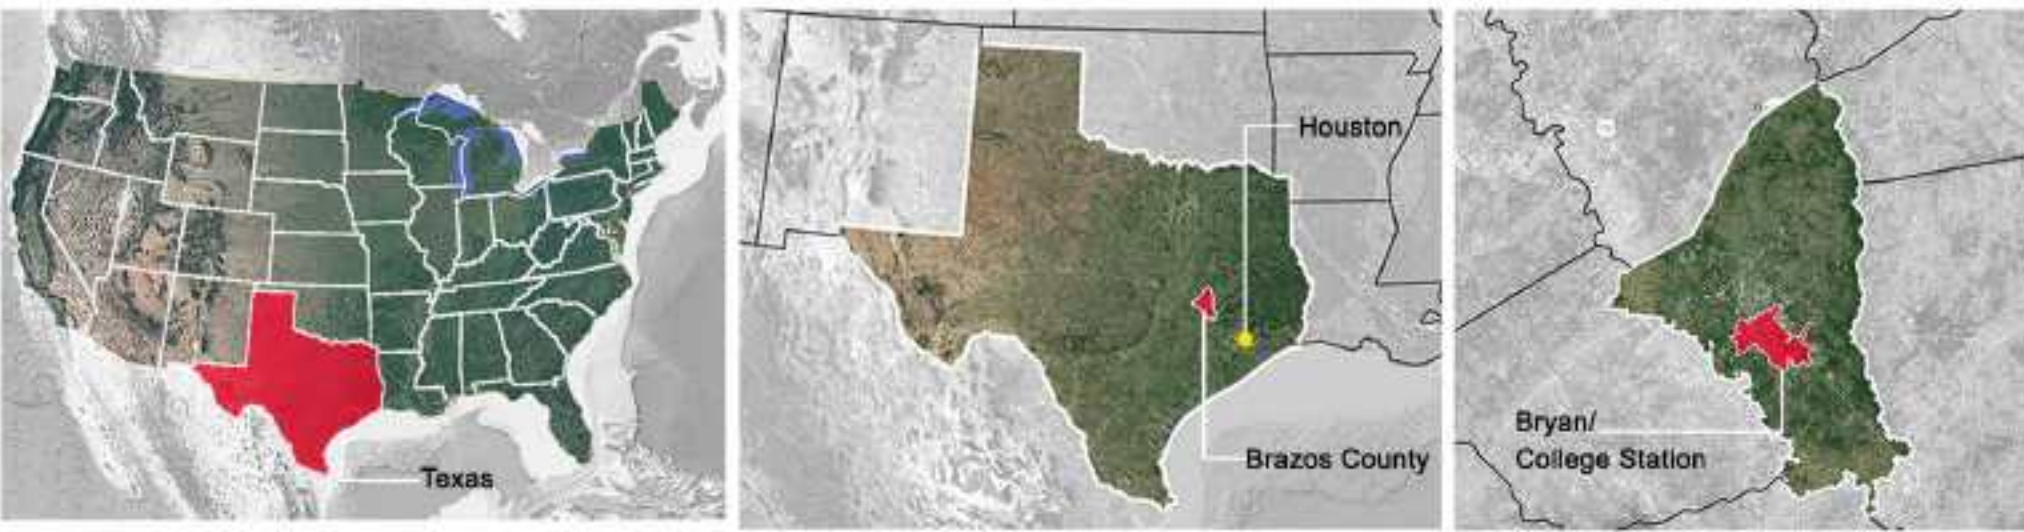 Texas
Houston
Brazos County
Bryan/
College Station